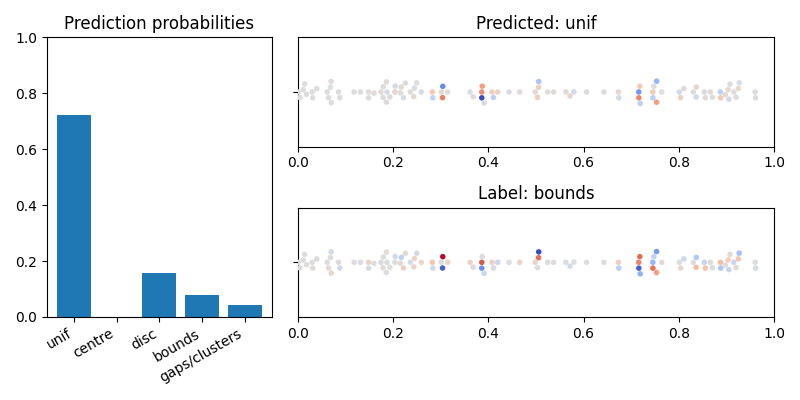 Prediction probabilities
1.0
0.8
0.6
0.4
0.2
0.0
unif
centre
disc
bounds
gaps/clusters
Predicted: unif
0.0 0.2 0.4 0.6 0.8 1.0
Label: bounds
0.0 0.2 0.4 0.6 0.8 1.0